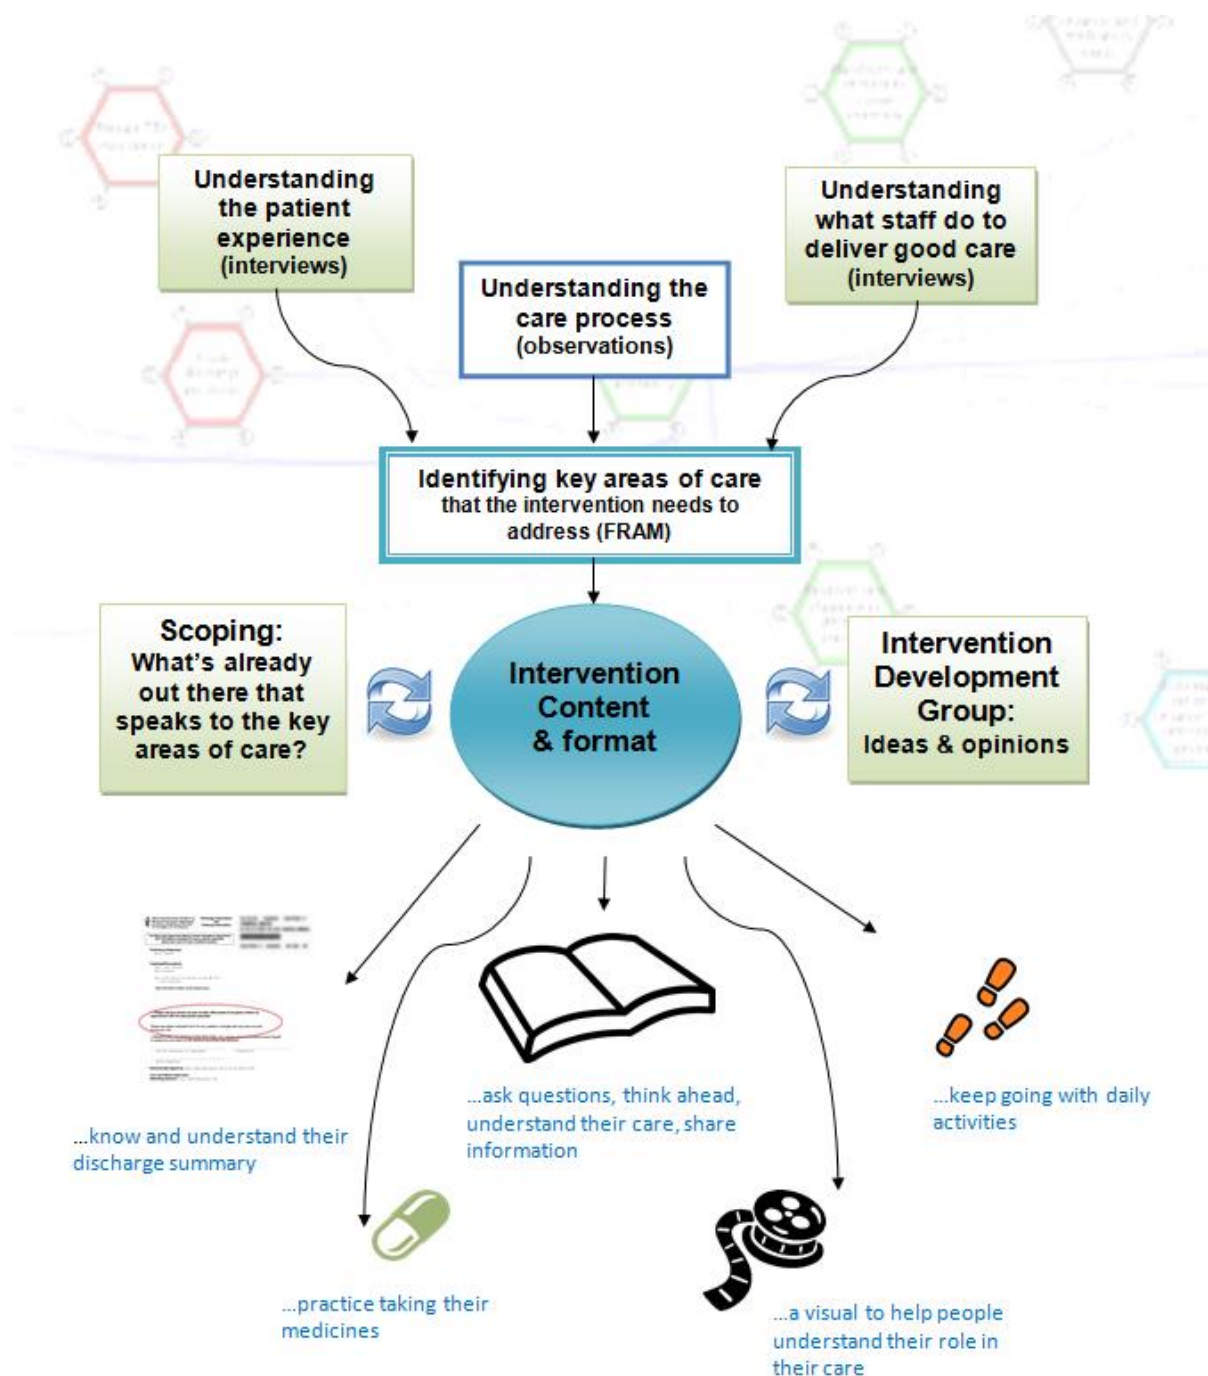 Understanding
the patient
experience
(interviews)
Understanding
what staff do to
deliver good care
(interviews)
Understanding the
care process
(observations)
Identifying key areas of care
that the intervention needs to
address (FRAM)
Scoping:
What's already
out there that
speaks to the key
areas of care?
Intervention
Content
& format
Intervention
Development
Group:
Ideas & opinions
...know and understand their
discharge summary
...ask questions, think ahead,
understand their care, share
information
...keep going with daily
activities
...practice taking their
medicines
...a visual to help people
understand their role in
their care